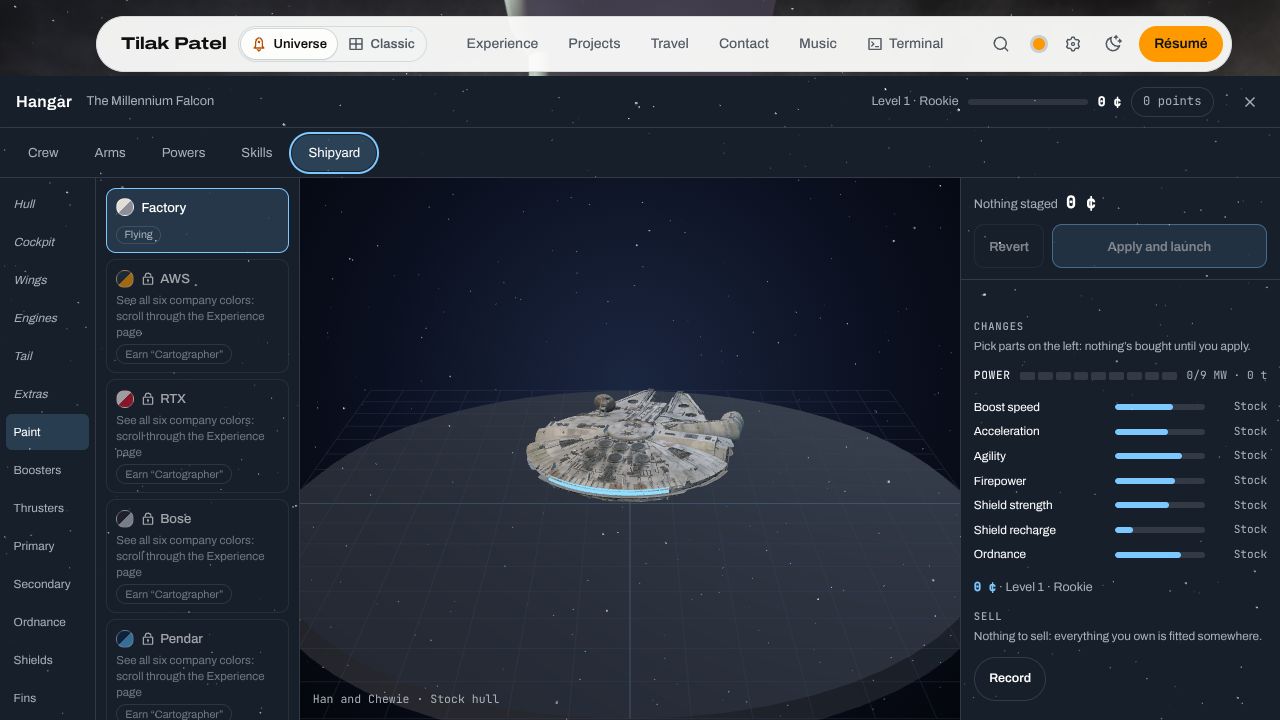 Tilak Patel Universe Classic Experience Projects Travel Contact Music Terminal Résumé
Hangar The Millennium Falcon Level 1 · Rookie 0 ¢ 0 points
Crew Arms Powers Skills Shipyard
Hull
Cockpit
Wings
Engines
Tail
Extras
Paint
Boosters
Thrusters
Primary
Secondary
Ordnance
Shields
Fins
Factory
Flying
AWS
See all six company colors:
scroll through the Experience
page
Earn “Cartographer”
RTX
See all six company colors:
scroll through the Experience
page
Earn “Cartographer”
Bose
See all six company colors:
scroll through the Experience
page
Earn “Cartographer”
Pendar
See all six company colors:
scroll through the Experience
page
Earn “Cartographer”
Han and Chewie · Stock hull
Nothing staged 0 ¢
Revert Apply and launch
CHANGES
Pick parts on the left: nothing’s bought until you apply.
POWER 0/9 MW · 0 t
Boost speed Stock
Acceleration Stock
Agility Stock
Firepower Stock
Shield strength Stock
Shield recharge Stock
Ordnance Stock
0 ¢ · Level 1 · Rookie
SELL
Nothing to sell: everything you own is fitted somewhere.
Record